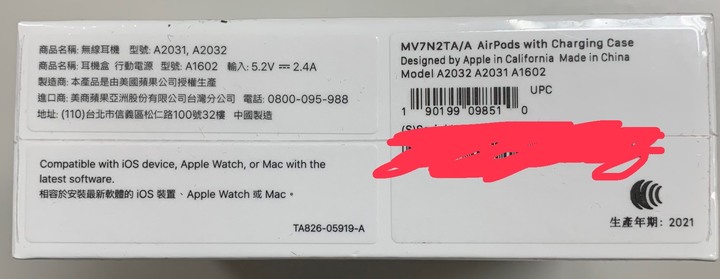 商品名稱: 無線耳機 型號: A2031, A2032
商品名稱: 耳機盒 行動電源 型號: A1602 輸入: 5.2V ⎓ 2.4A
製造商: 本產品是由美國蘋果公司授權生產
進口商: 美商蘋果亞洲股份有限公司台灣分公司 電話: 0800-095-988
地址: (110)台北市信義區松仁路100號32樓 中國製造
Compatible with iOS device, Apple Watch, or Mac with the
latest software.
相容於安裝最新軟體的 iOS 裝置、Apple Watch 或 Mac。
TA826-05919-A
MV7N2TA/A AirPods with Charging Case
Designed by Apple in California Made in China
Model A2032 A2031 A1602
UPC
1 90199 09851 0
生產年期: 2021